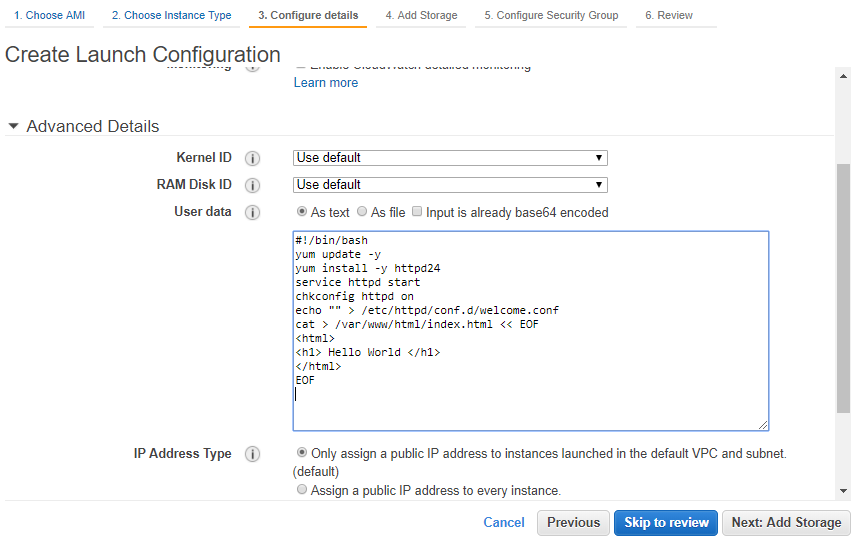 1. Choose AMI 2. Choose Instance Type 3. Configure details 4. Add Storage 5. Configure Security Group 6. Review
Create Launch Configuration
Monitoring Enable CloudWatch detailed monitoring
Learn more
Advanced Details
Kernel ID Use default
RAM Disk ID Use default
User data As text As file Input is already base64 encoded
#!/bin/bash
yum update -y
yum install -y httpd24
service httpd start
chkconfig httpd on
echo "" > /etc/httpd/conf.d/welcome.conf
cat > /var/www/html/index.html << EOF
<html>
<h1> Hello World </h1>
</html>
EOF
IP Address Type Only assign a public IP address to instances launched in the default VPC and subnet.
(default)
Assign a public IP address to every instance.
Cancel Previous Skip to review Next: Add Storage